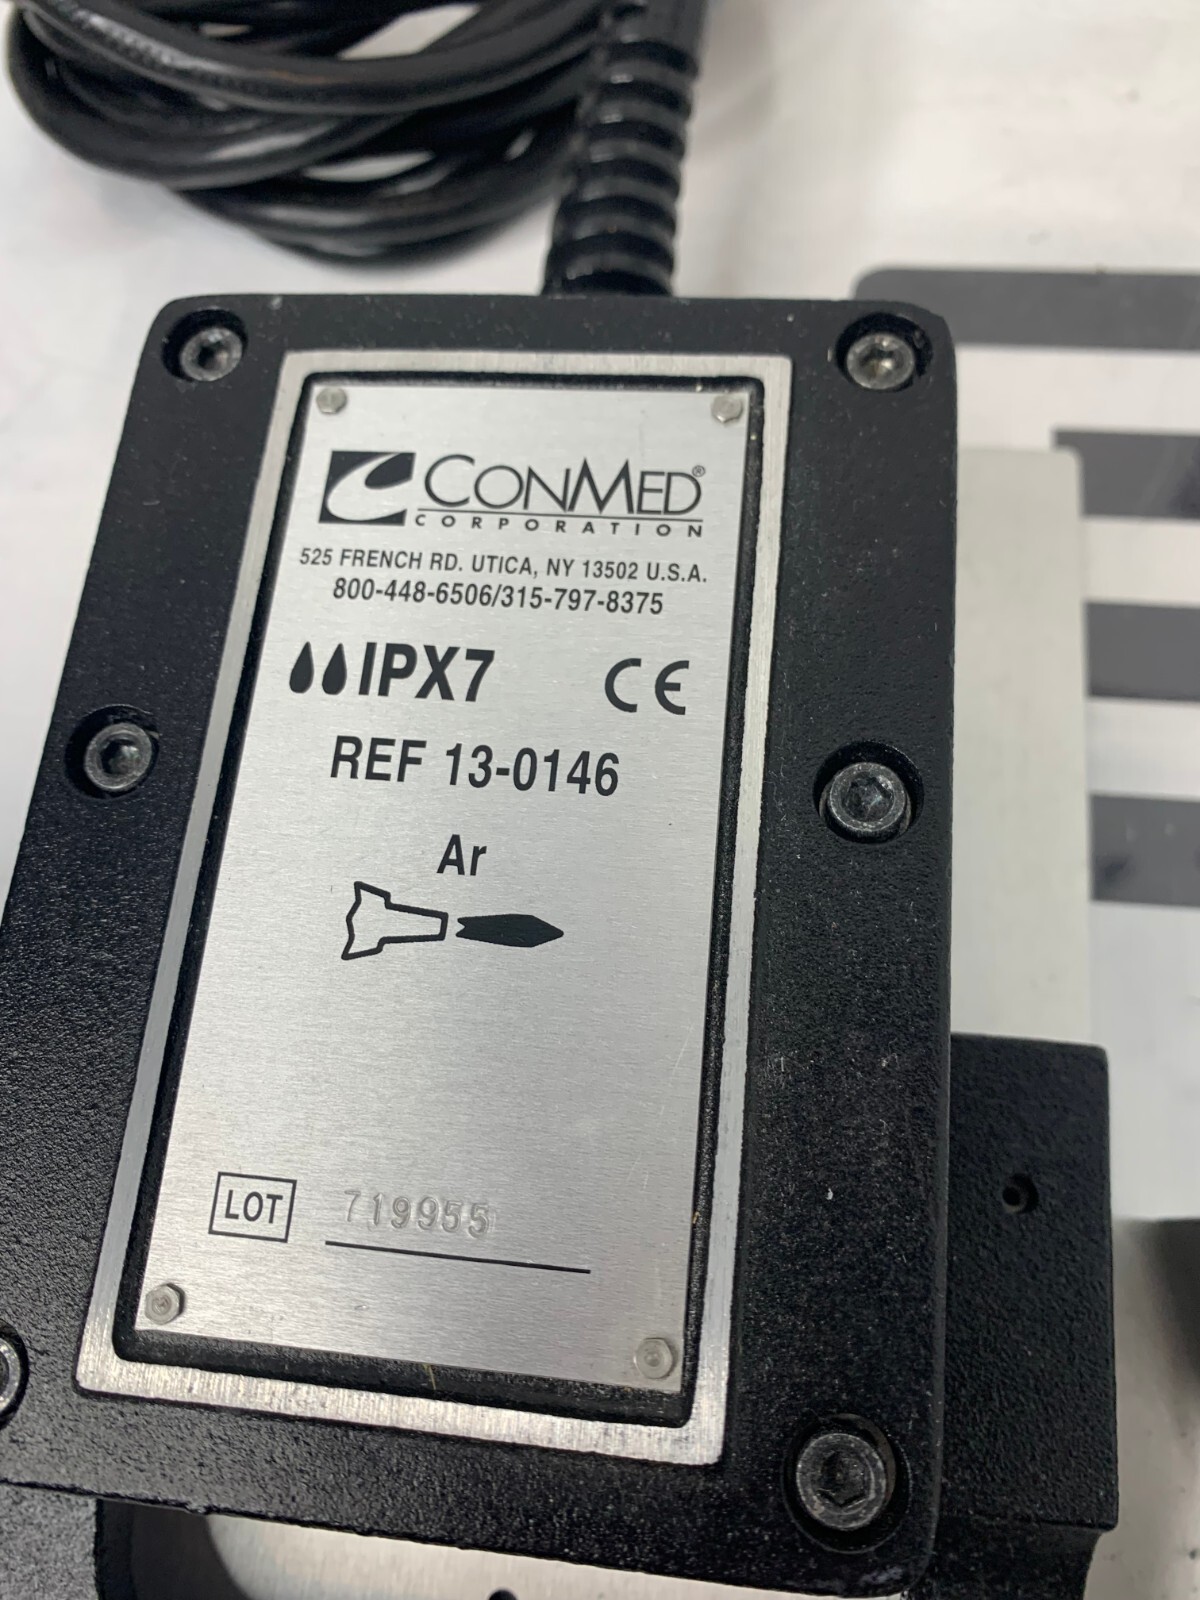 CONMED®
CORPORATION
525 FRENCH RD. UTICA, NY 13502 U.S.A.
800-448-6506/315-797-8375
IPX7 CE
REF 13-0146
Ar
LOT 719955